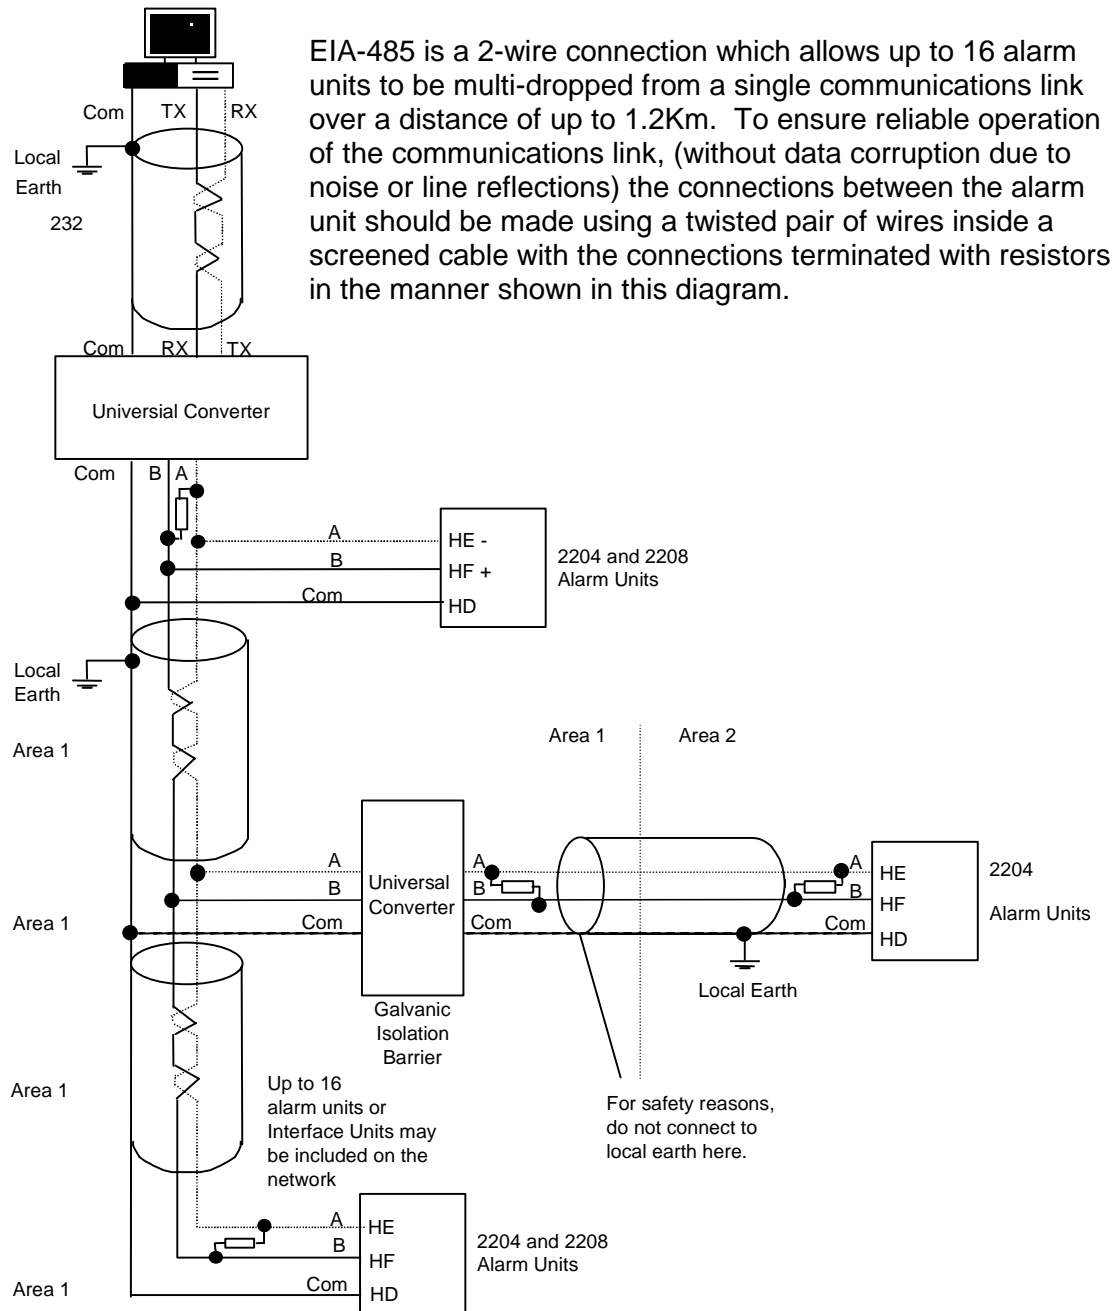 EIA-485 is a 2-wire connection which allows up to 16 alarm
units to be multi-dropped from a single communications link
over a distance of up to 1.2Km.  To ensure reliable operation
of the communications link, (without data corruption due to
noise or line reflections) the connections between the alarm
unit should be made using a twisted pair of wires inside a
screened cable with the connections terminated with resistors
in the manner shown in this diagram.
Com TX RX
Local
Earth
232
Com RX TX
Universial Converter
Com B A
A HE -
B HF +
Com HD
2204 and 2208
Alarm Units
Local
Earth
Area 1
Area 1 Area 2
A A A HE
B B B HF
Com Com Com HD
Universal
Converter
2204
Alarm Units
Area 1
Local Earth
Galvanic
Isolation
Barrier
Area 1
Up to 16
alarm units or
Interface Units may
be included on the
network
For safety reasons,
do not connect to
local earth here.
A HE
B HF
Com HD
2204 and 2208
Alarm Units
Area 1